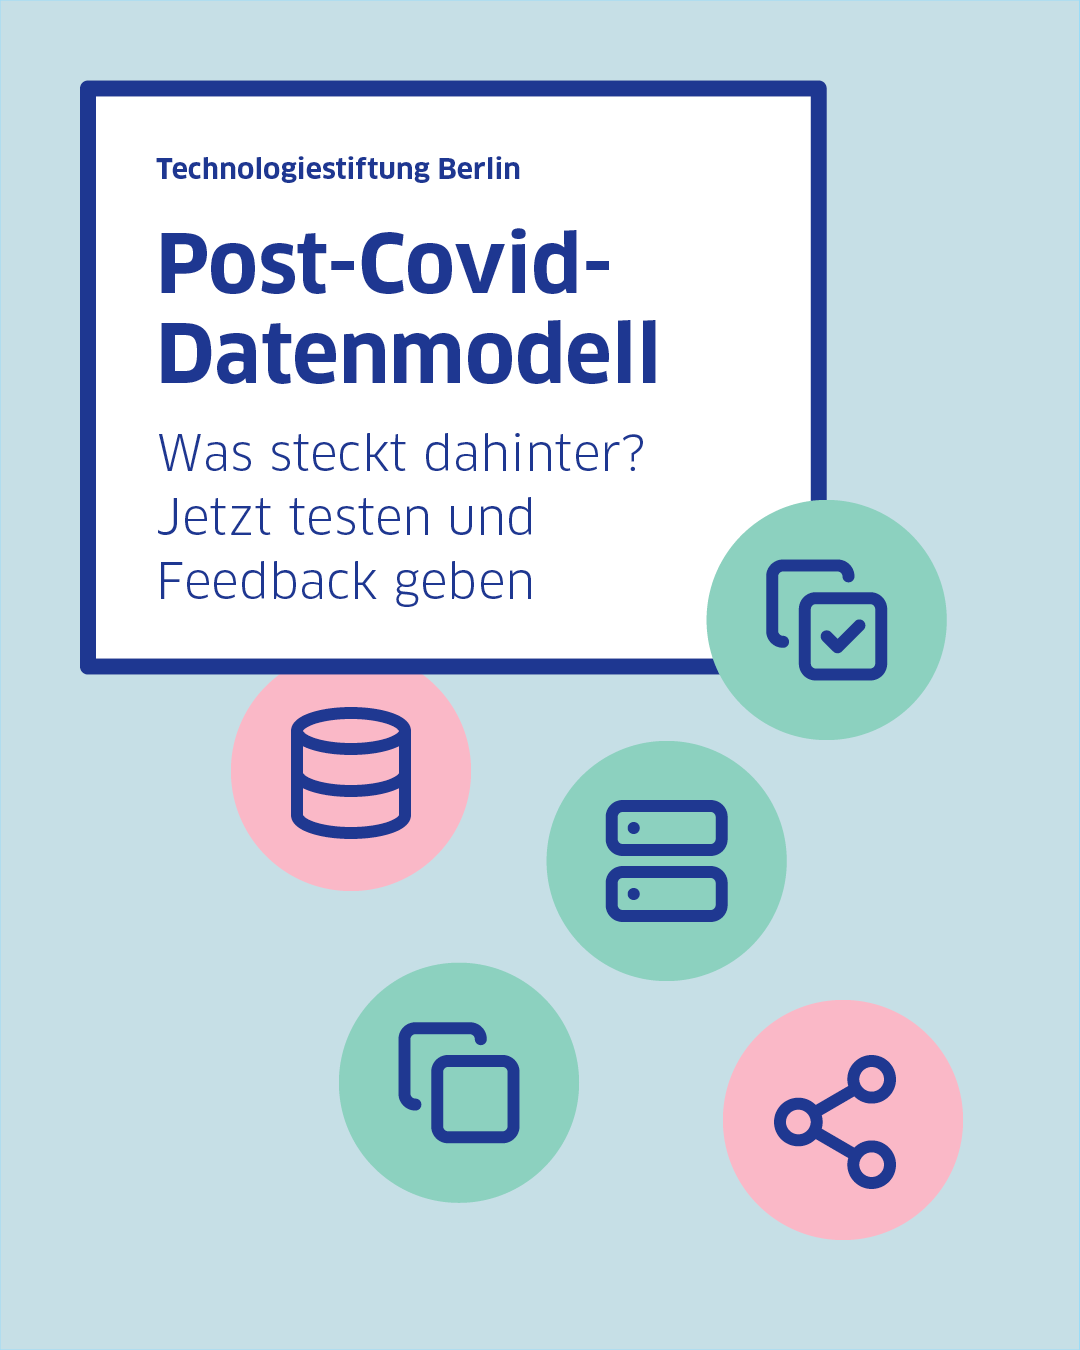 Technologiestiftung Berlin
Post-Covid-
Datenmodell
Was steckt dahinter?
Jetzt testen und
Feedback geben